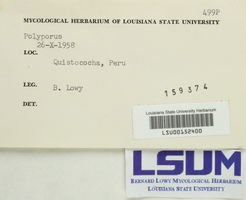 499P
MYCOLOGICAL HERBARIUM OF LOUISIANA STATE UNIVERSITY
Polyporus
26-X-1958
LOC.
Quistococha, Peru
LEG. B. Lowy
DET.
159374
Louisiana State University Herbarium
LSU00152400
LSUM
BERNARD LOWY MYCOLOGICAL HERBARIUM
LOUISIANA STATE UNIVERSITY